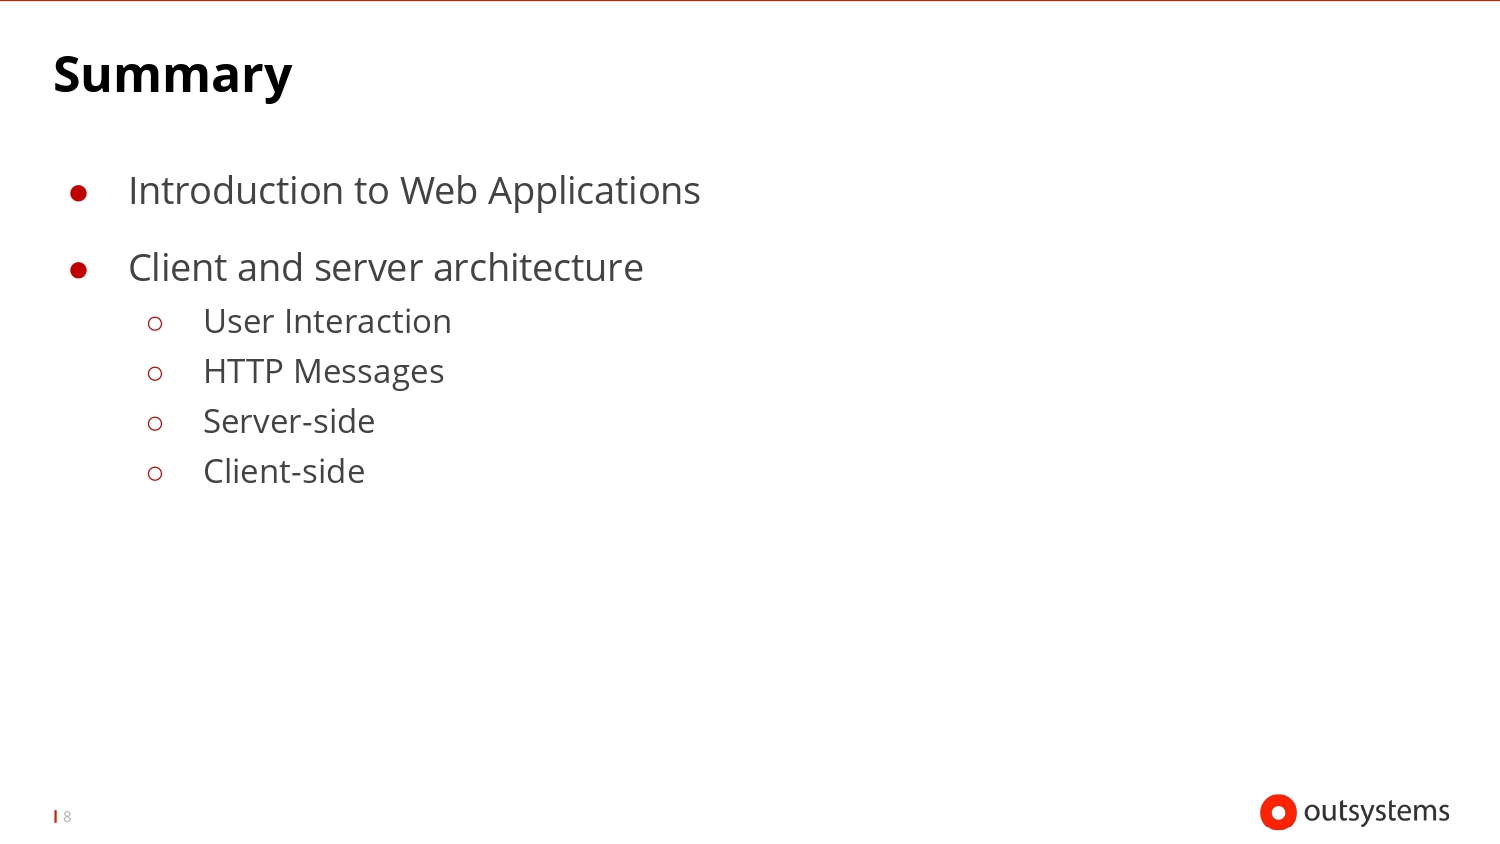 Summary
● Introduction to Web Applications
● Client and server architecture
○ User Interaction
○ HTTP Messages
○ Server-side
○ Client-side
8
outsystems